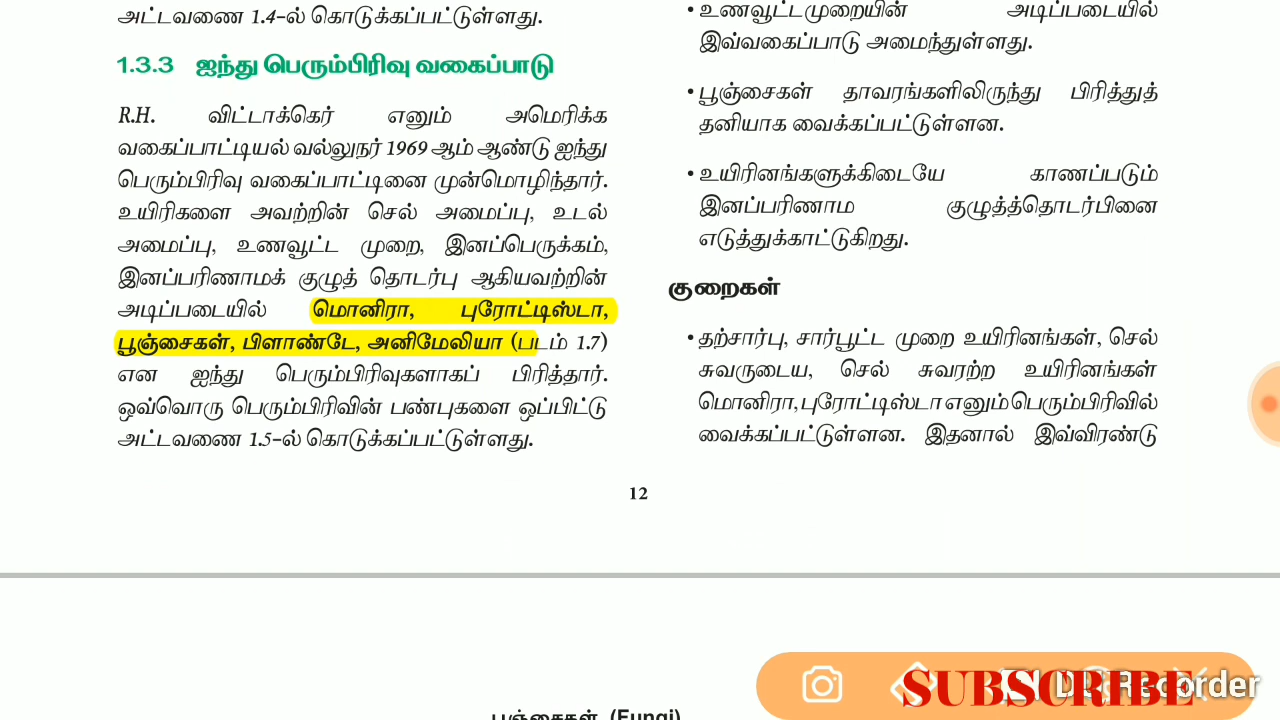 அட்டவணை 1.4-ல் கொடுக்கப்பட்டுள்ளது.
1.3.3 ஐந்து பெரும்பிரிவு வகைப்பாடு
R.H. விட்டாக்கெர் எனும் அமெரிக்க
வகைப்பாட்டியல் வல்லுநர் 1969 ஆம் ஆண்டு ஐந்து
பெரும்பிரிவு வகைப்பாட்டினை முன்மொழிந்தார்.
உயிரிகளை அவற்றின் செல் அமைப்பு, உடல்
அமைப்பு, உணவூட்ட முறை, இனப்பெருக்கம்,
இனப்பரிணாமக் குழுத் தொடர்பு ஆகியவற்றின்
அடிப்படையில் மொனிரா, புரோட்டிஸ்டா,
பூஞ்சைகள், பிளாண்டே, அனிமேலியா (படம் 1.7)
என ஐந்து பெரும்பிரிவுகளாகப் பிரித்தார்.
ஒவ்வொரு பெரும்பிரிவின் பண்புகளை ஒப்பிட்டு
அட்டவணை 1.5-ல் கொடுக்கப்பட்டுள்ளது.
• உணவூட்டமுறையின் அடிப்படையில்
இவ்வகைப்பாடு அமைந்துள்ளது.
• பூஞ்சைகள் தாவரங்களிலிருந்து பிரித்துத்
தனியாக வைக்கப்பட்டுள்ளன.
• உயிரினங்களுக்கிடையே காணப்படும்
இனப்பரிணாம குழுத்தொடர்பினை
எடுத்துக்காட்டுகிறது.
குறைகள்
• தற்சார்பு, சார்பூட்ட முறை உயிரினங்கள், செல்
சுவருடைய, செல் சுவரற்ற உயிரினங்கள்
மொனிரா, புரோட்டிஸ்டா எனும் பெரும்பிரிவில்
வைக்கப்பட்டுள்ளன. இதனால் இவ்விரண்டு
12
SUBSCRIBE
Recorder
பூஞ்சைகள் (Fungi)